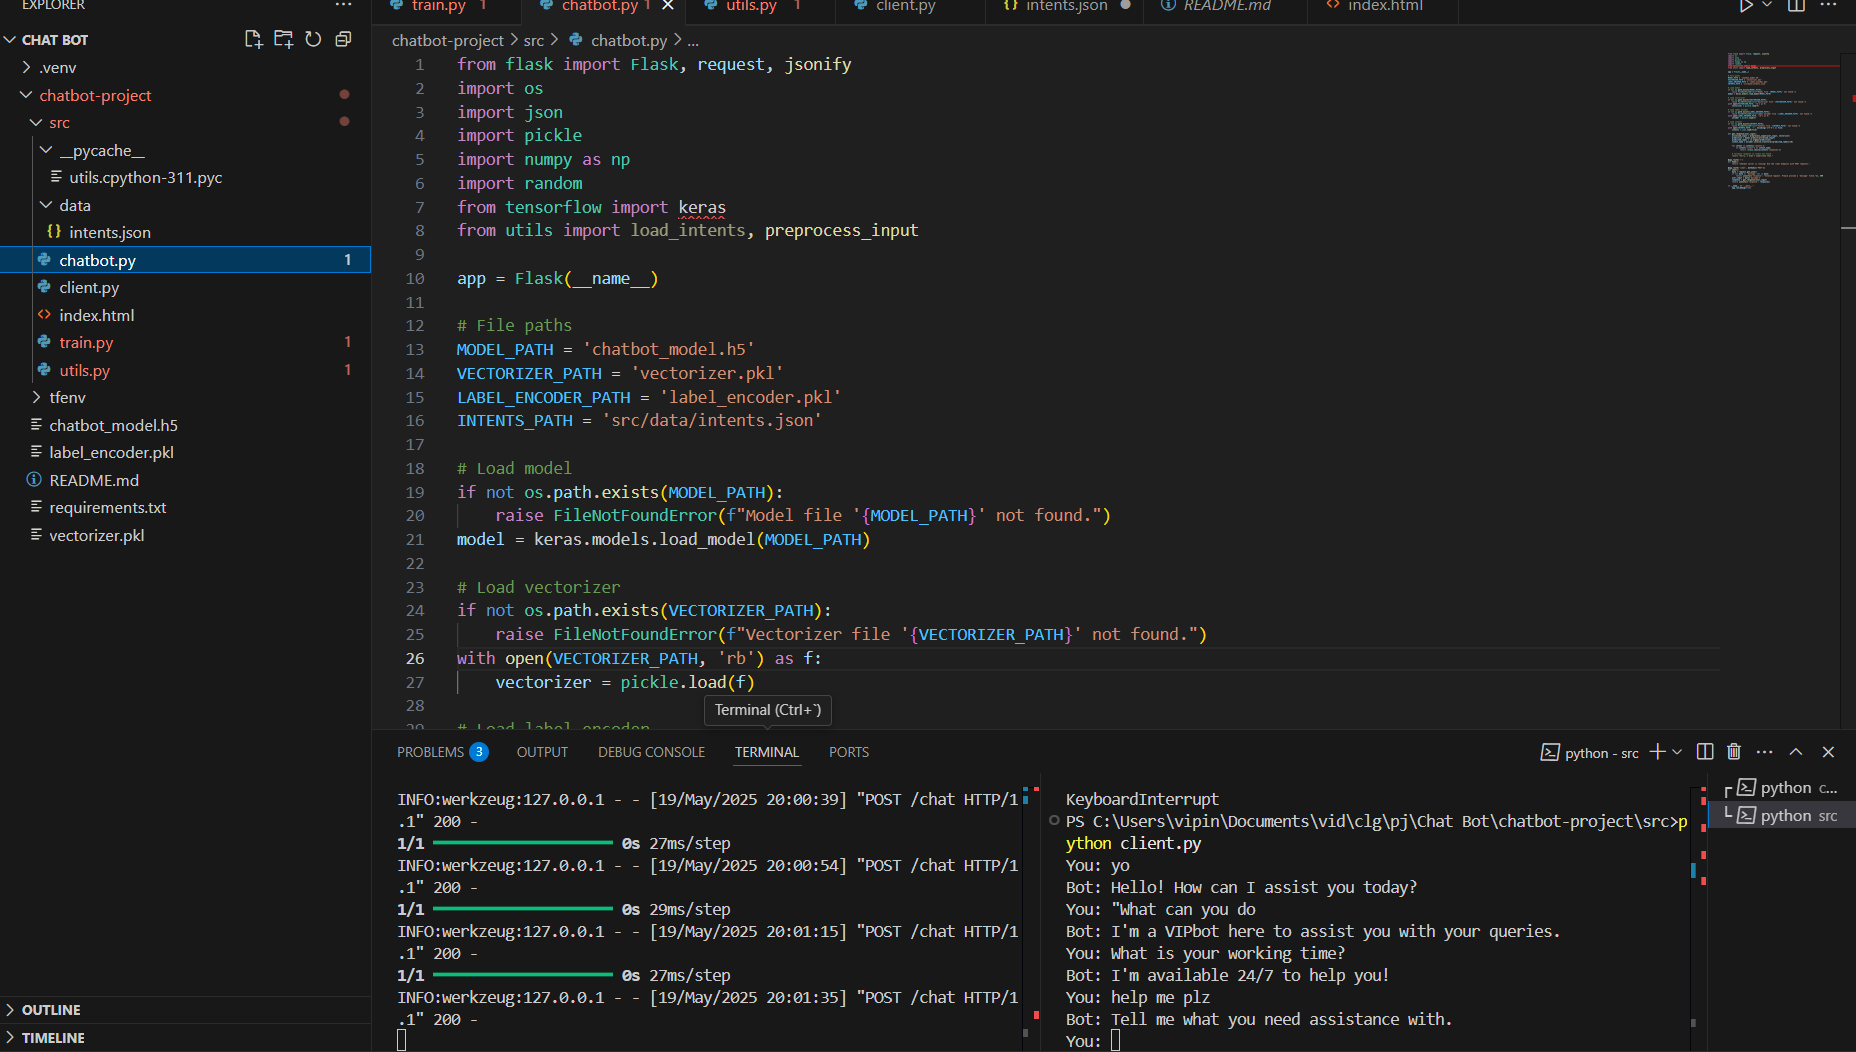 EXPLORER
CHAT BOT
.venv
chatbot-project
src
__pycache__
utils.cpython-311.pyc
data
intents.json
chatbot.py 1
client.py
index.html
train.py 1
utils.py 1
tfenv
chatbot_model.h5
label_encoder.pkl
README.md
requirements.txt
vectorizer.pkl
OUTLINE
TIMELINE
train.py 1 chatbot.py 1 utils.py 1 client.py intents.json README.md index.html
chatbot-project > src > chatbot.py > ...
1 from flask import Flask, request, jsonify
2 import os
3 import json
4 import pickle
5 import numpy as np
6 import random
7 from tensorflow import keras
8 from utils import load_intents, preprocess_input
9
10 app = Flask(__name__)
11
12 # File paths
13 MODEL_PATH = 'chatbot_model.h5'
14 VECTORIZER_PATH = 'vectorizer.pkl'
15 LABEL_ENCODER_PATH = 'label_encoder.pkl'
16 INTENTS_PATH = 'src/data/intents.json'
17
18 # Load model
19 if not os.path.exists(MODEL_PATH):
20     raise FileNotFoundError(f"Model file '{MODEL_PATH}' not found.")
21 model = keras.models.load_model(MODEL_PATH)
22
23 # Load vectorizer
24 if not os.path.exists(VECTORIZER_PATH):
25     raise FileNotFoundError(f"Vectorizer file '{VECTORIZER_PATH}' not found.")
26 with open(VECTORIZER_PATH, 'rb') as f:
27     vectorizer = pickle.load(f)
28
29 # Load label encoder
Terminal (Ctrl+`)
PROBLEMS 3 OUTPUT DEBUG CONSOLE TERMINAL PORTS
python - src
INFO:werkzeug:127.0.0.1 - - [19/May/2025 20:00:39] "POST /chat HTTP/1
.1" 200 -
1/1 0s 27ms/step
INFO:werkzeug:127.0.0.1 - - [19/May/2025 20:00:54] "POST /chat HTTP/1
.1" 200 -
1/1 0s 29ms/step
INFO:werkzeug:127.0.0.1 - - [19/May/2025 20:01:15] "POST /chat HTTP/1
.1" 200 -
1/1 0s 27ms/step
INFO:werkzeug:127.0.0.1 - - [19/May/2025 20:01:35] "POST /chat HTTP/1
.1" 200 -
KeyboardInterrupt
PS C:\Users\vipin\Documents\vid\clg\pj\Chat Bot\chatbot-project\src>p
ython client.py
You: yo
Bot: Hello! How can I assist you today?
You: "What can you do
Bot: I'm a VIPbot here to assist you with your queries.
You: What is your working time?
Bot: I'm available 24/7 to help you!
You: help me plz
Bot: Tell me what you need assistance with.
You:
python c...
python src